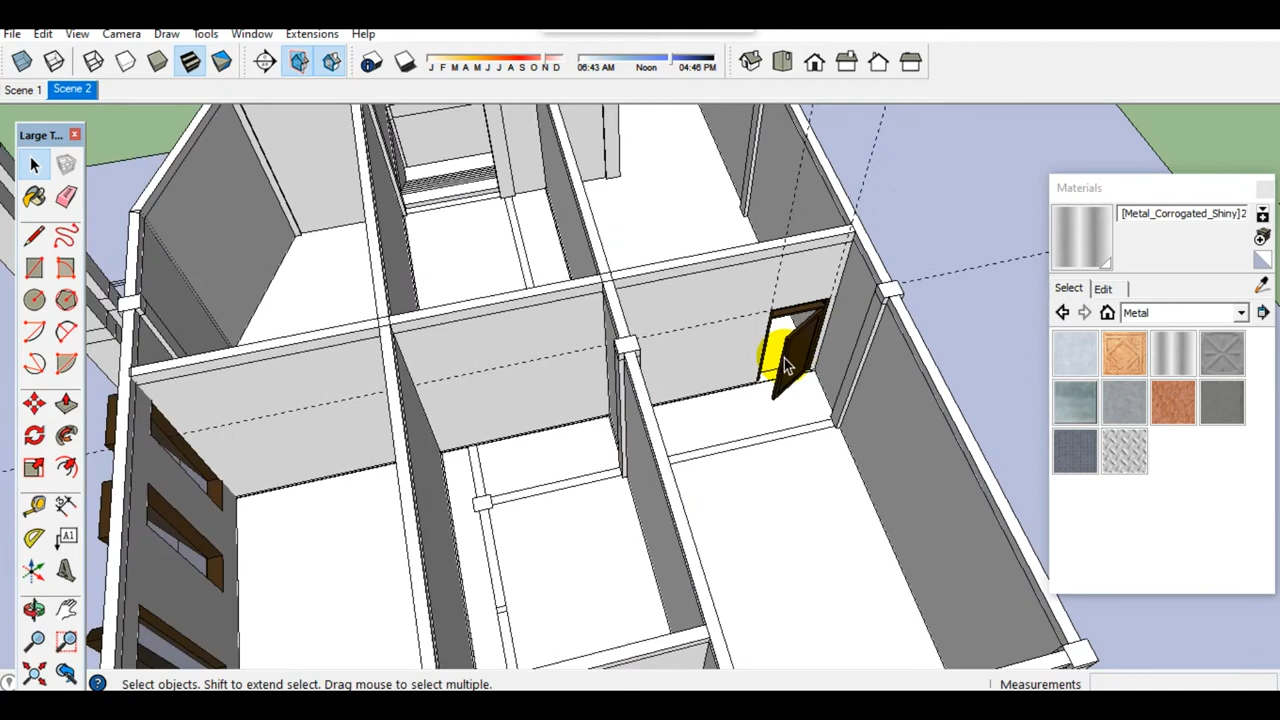 File Edit View Camera Draw Tools Window Extensions Help
J F M A M J J A S O N D 06:43 AM Noon 04:46 PM
Scene 1 Scene 2
Large T...
Materials
[Metal_Corrogated_Shiny]2
Select Edit
Metal
A1
Select objects. Shift to extend select. Drag mouse to select multiple.
Measurements